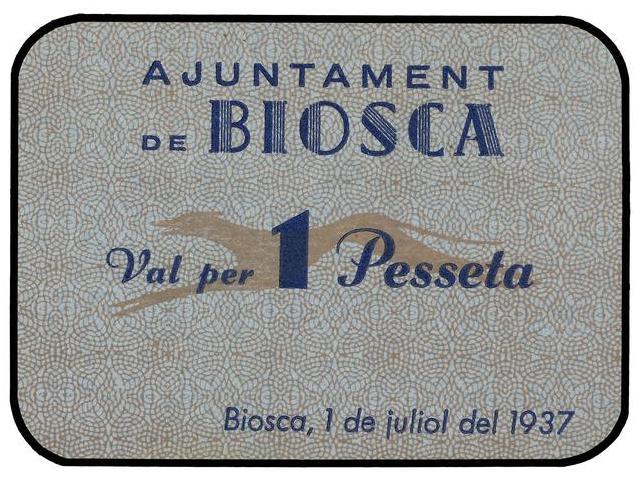 AJUNTAMENT
DE BIOSCA
Val per 1 Pesseta
Biosca, 1 de juliol del 1937